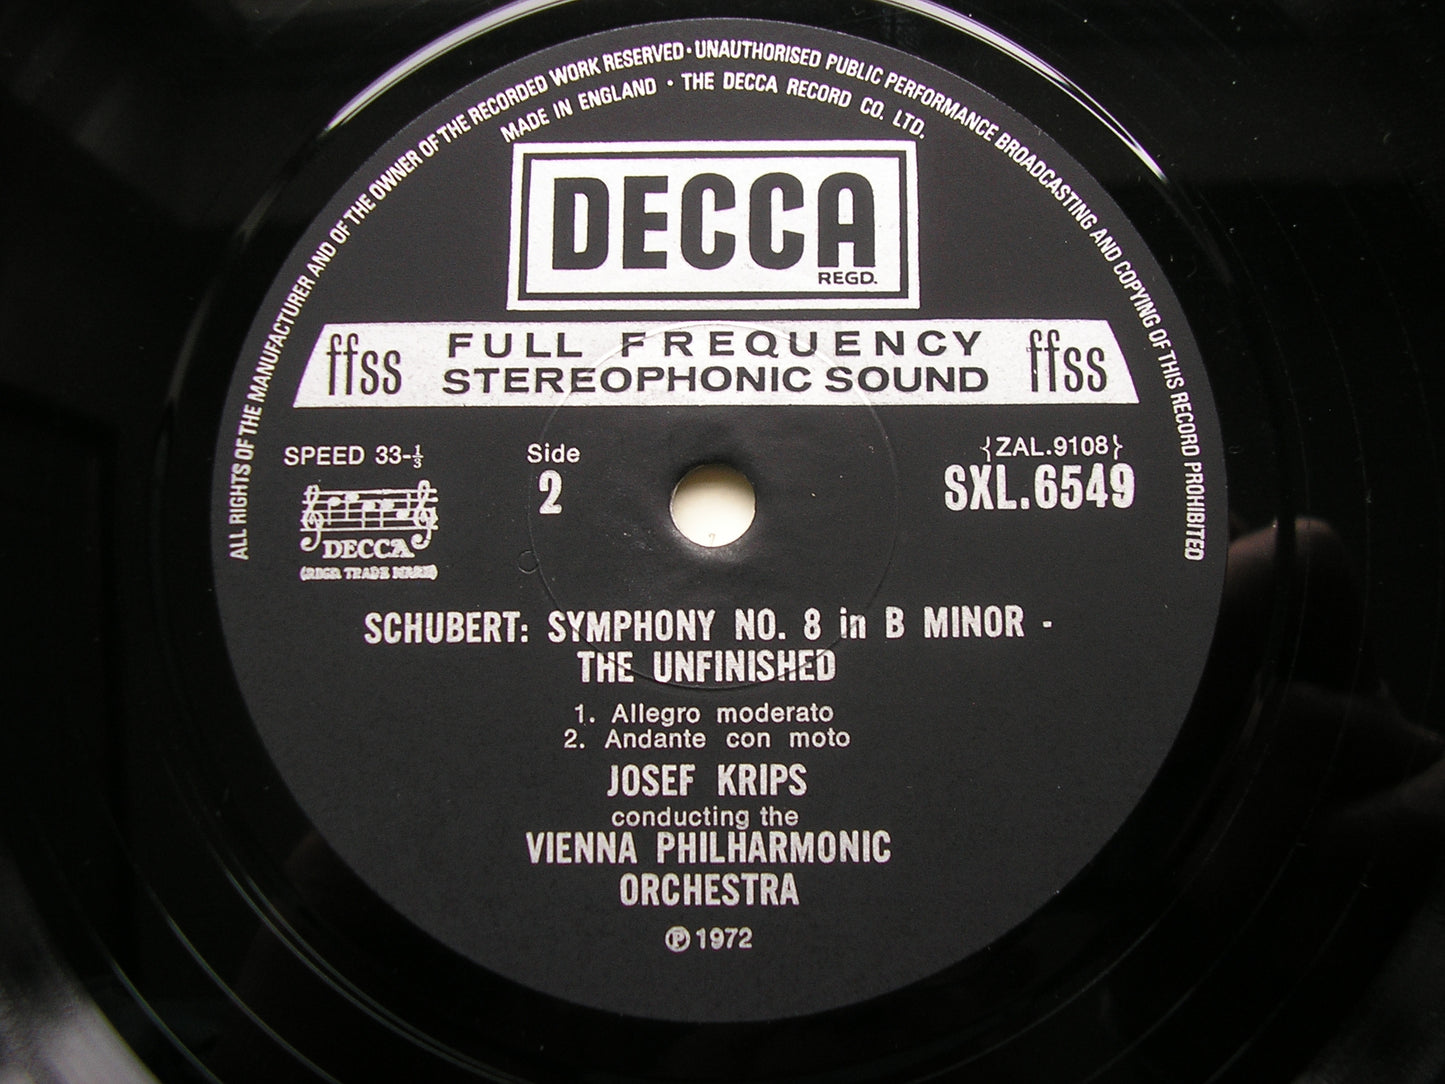 ALL RIGHTS OF THE MANUFACTURER AND OF THE OWNER OF THE RECORDED WORK RESERVED · UNAUTHORISED PUBLIC PERFORMANCE BROADCASTING AND COPYING OF THIS RECORD PROHIBITED
MADE IN ENGLAND · THE DECCA RECORD CO. LTD.
DECCA
REGD.
ffss FULL FREQUENCY ffss
STEREOPHONIC SOUND
SPEED 33-⅓
Side
2
{ZAL.9108}
SXL.6549
DECCA
(REGD. TRADE MARK)
SCHUBERT: SYMPHONY NO. 8 in B MINOR -
THE UNFINISHED
1. Allegro moderato
2. Andante con moto
JOSEF KRIPS
conducting the
VIENNA PHILHARMONIC
ORCHESTRA
℗ 1972